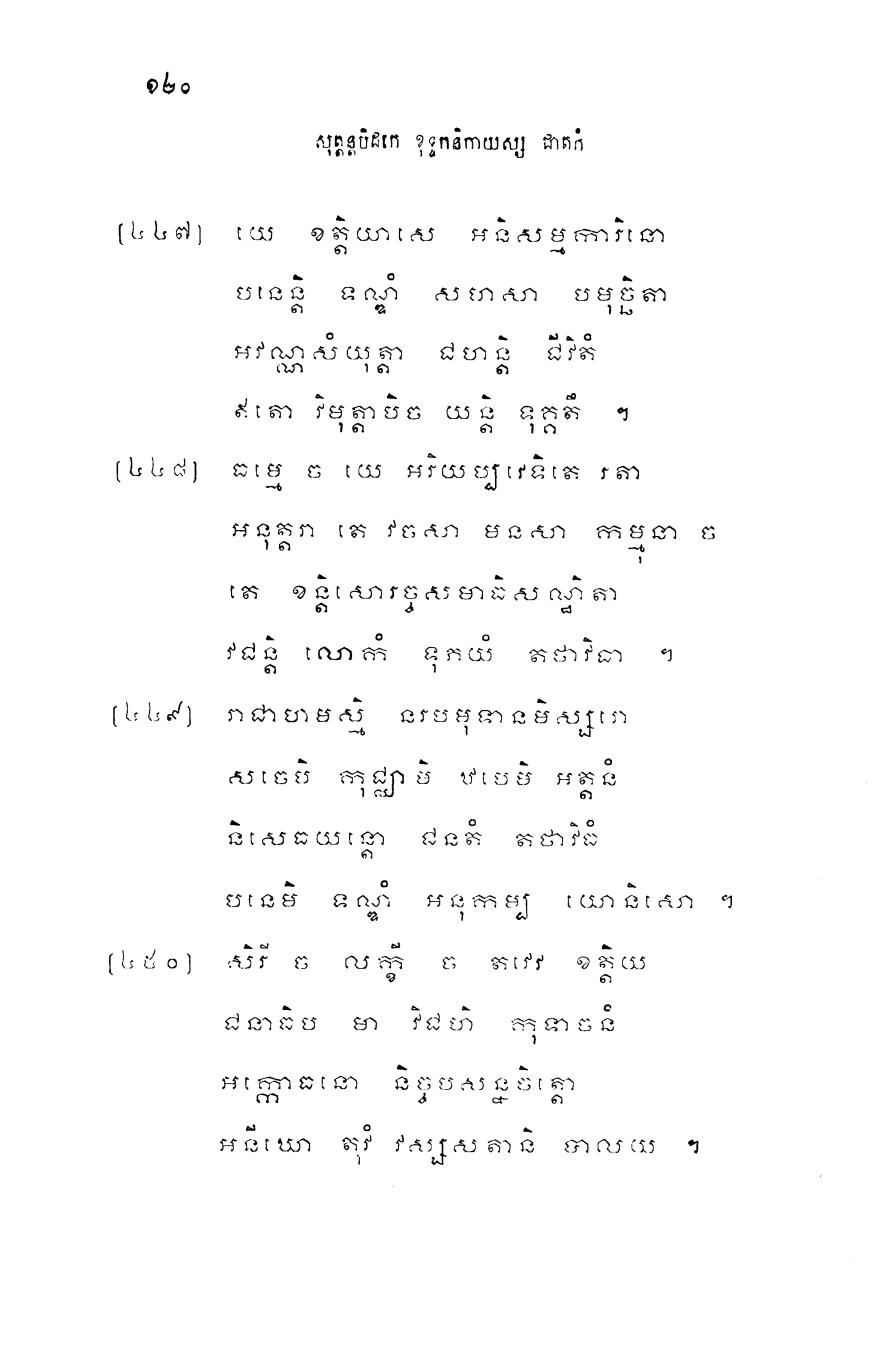 ១២០
សុត្តន្តបិដកេ ខុទ្ទកនិកាយស្ស ជាតកំ
[៤៤៧] យេ ខត្តិយាសេ អនិសម្មការិនោ
បនេន្តិ ទណ្ឌំ សហសា បមុច្ឆិតា
អវណ្ណសំយុត្តា ជហន្តិ ជីវិតំ
ឥតោ វិមុត្តាបិច យន្តិ ទុក្កតឹ ។
[៤៤៨] ធម្មេ ច យេ អរិយប្បវេទិតេ រតា
អនុត្តរា តេ វចសា មនសា កម្មុនា ច
តេ ខន្តិសោរច្ចសមាធិសណ្ឋិតា
វជន្តិ លោកំ ទុភយំ តថាវិធា ។
[៤៤៩] រាជាហមស្មិ នរបមុទានមិស្សរោ
សចេបិ កុជ្ឈាមិ ឋបេមិ អត្តនំ
និសេធយន្តោ ជនតំ តថាវិធំ
បនេមិ ទណ្ឌំ អនុកម្ប យោនិសោ ។
[៤៥០] សិរី ច លក្ខី ច តវេវ ខត្តិយ
ជនាធិប មា វិជហិ កុទាចនំ
អក្កោធនោ និច្ចបសន្នចិត្តោ
អនីឃោ តុវំ វស្សសតានិ បាលយ ។